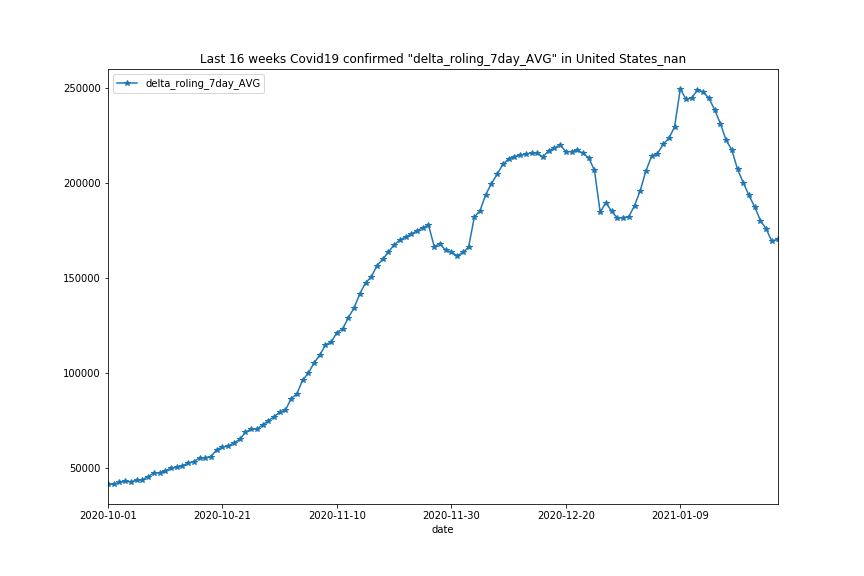 Last 16 weeks Covid19 confirmed "delta_roling_7day_AVG" in United States_nan
delta_roling_7day_AVG
250000
200000
150000
100000
50000
2020-10-01 2020-10-21 2020-11-10 2020-11-30 2020-12-20 2021-01-09
date